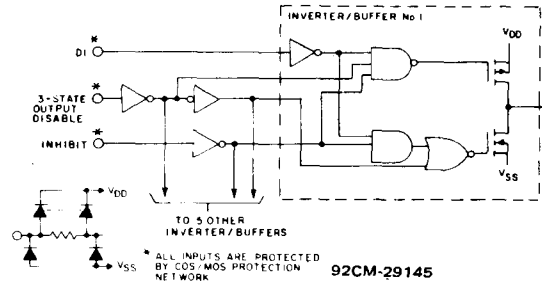 INVERTER/BUFFER No. 1
VDD
*
DI
*
3-STATE
OUTPUT
DISABLE
*
INHIBIT
VSS
VDD
TO 5 OTHER
INVERTER/BUFFERS
VSS
* ALL INPUTS ARE PROTECTED
BY COS/MOS PROTECTION
NETWORK
92CM-29145